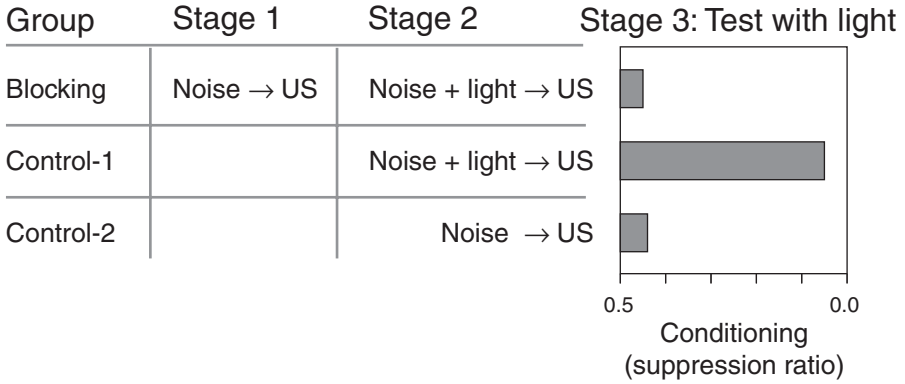 Group Stage 1 Stage 2 Stage 3: Test with light
Blocking Noise → US Noise + light → US
Control-1 Noise + light → US
Control-2 Noise → US
0.5 0.0
Conditioning
(suppression ratio)